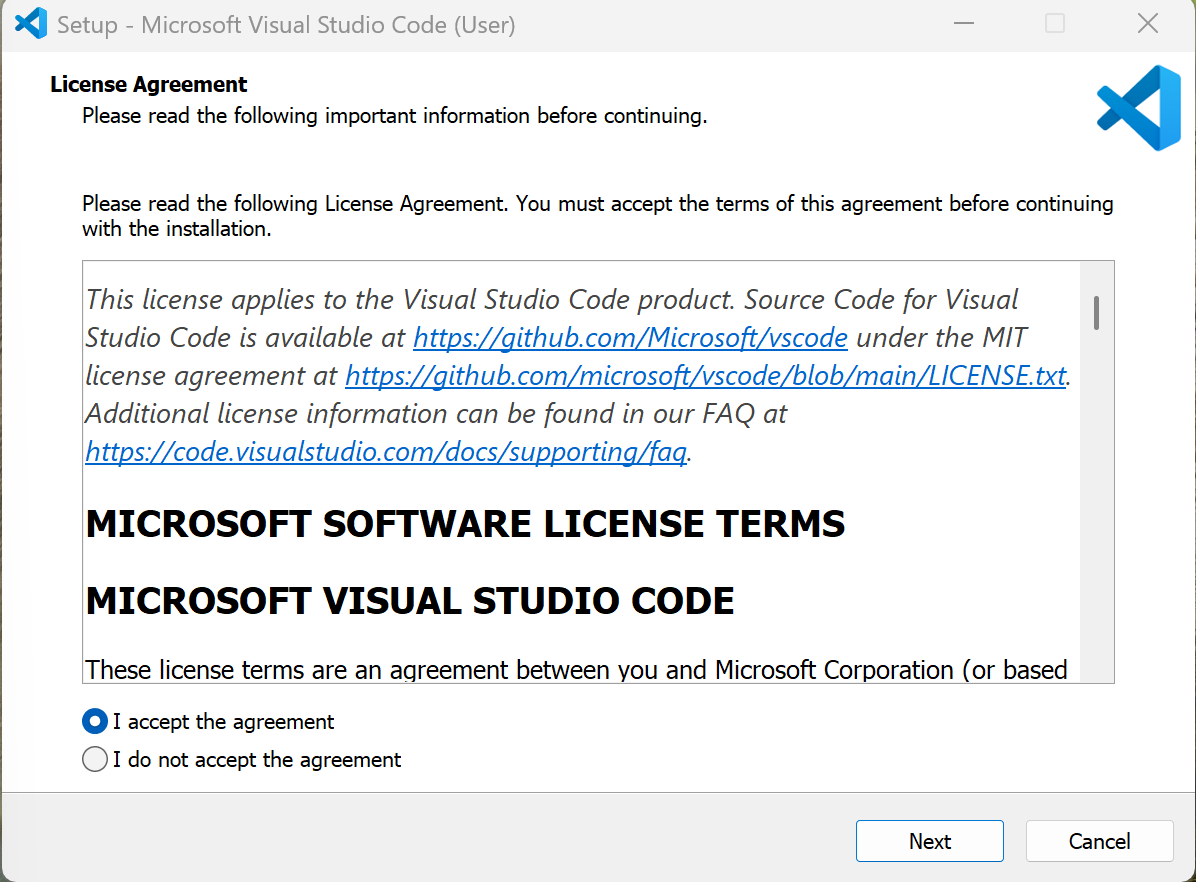 Setup - Microsoft Visual Studio Code (User)
License Agreement
Please read the following important information before continuing.
Please read the following License Agreement. You must accept the terms of this agreement before continuing
with the installation.
This license applies to the Visual Studio Code product. Source Code for Visual
Studio Code is available at https://github.com/Microsoft/vscode under the MIT
license agreement at https://github.com/microsoft/vscode/blob/main/LICENSE.txt.
Additional license information can be found in our FAQ at
https://code.visualstudio.com/docs/supporting/faq.
MICROSOFT SOFTWARE LICENSE TERMS
MICROSOFT VISUAL STUDIO CODE
These license terms are an agreement between you and Microsoft Corporation (or based
I accept the agreement
I do not accept the agreement
Next
Cancel